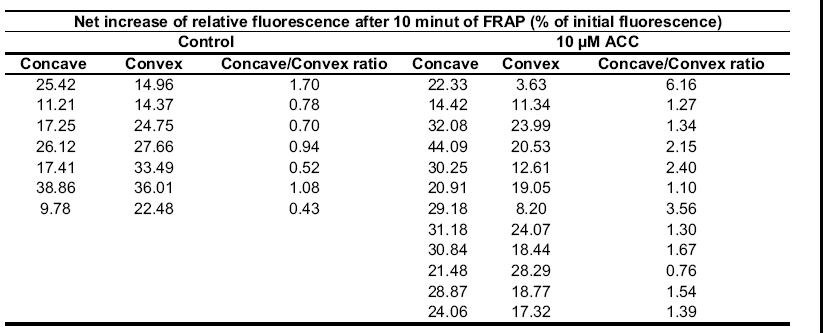 Net increase of relative fluorescence after 10 minut of FRAP (% of initial fluorescence)
Control 10 µM ACC
Concave Convex Concave/Convex ratio Concave Convex Concave/Convex ratio
25.42 14.96 1.70 22.33 3.63 6.16
11.21 14.37 0.78 14.42 11.34 1.27
17.25 24.75 0.70 32.08 23.99 1.34
26.12 27.66 0.94 44.09 20.53 2.15
17.41 33.49 0.52 30.25 12.61 2.40
38.86 36.01 1.08 20.91 19.05 1.10
9.78 22.48 0.43 29.18 8.20 3.56
31.18 24.07 1.30
30.84 18.44 1.67
21.48 28.29 0.76
28.87 18.77 1.54
24.06 17.32 1.39